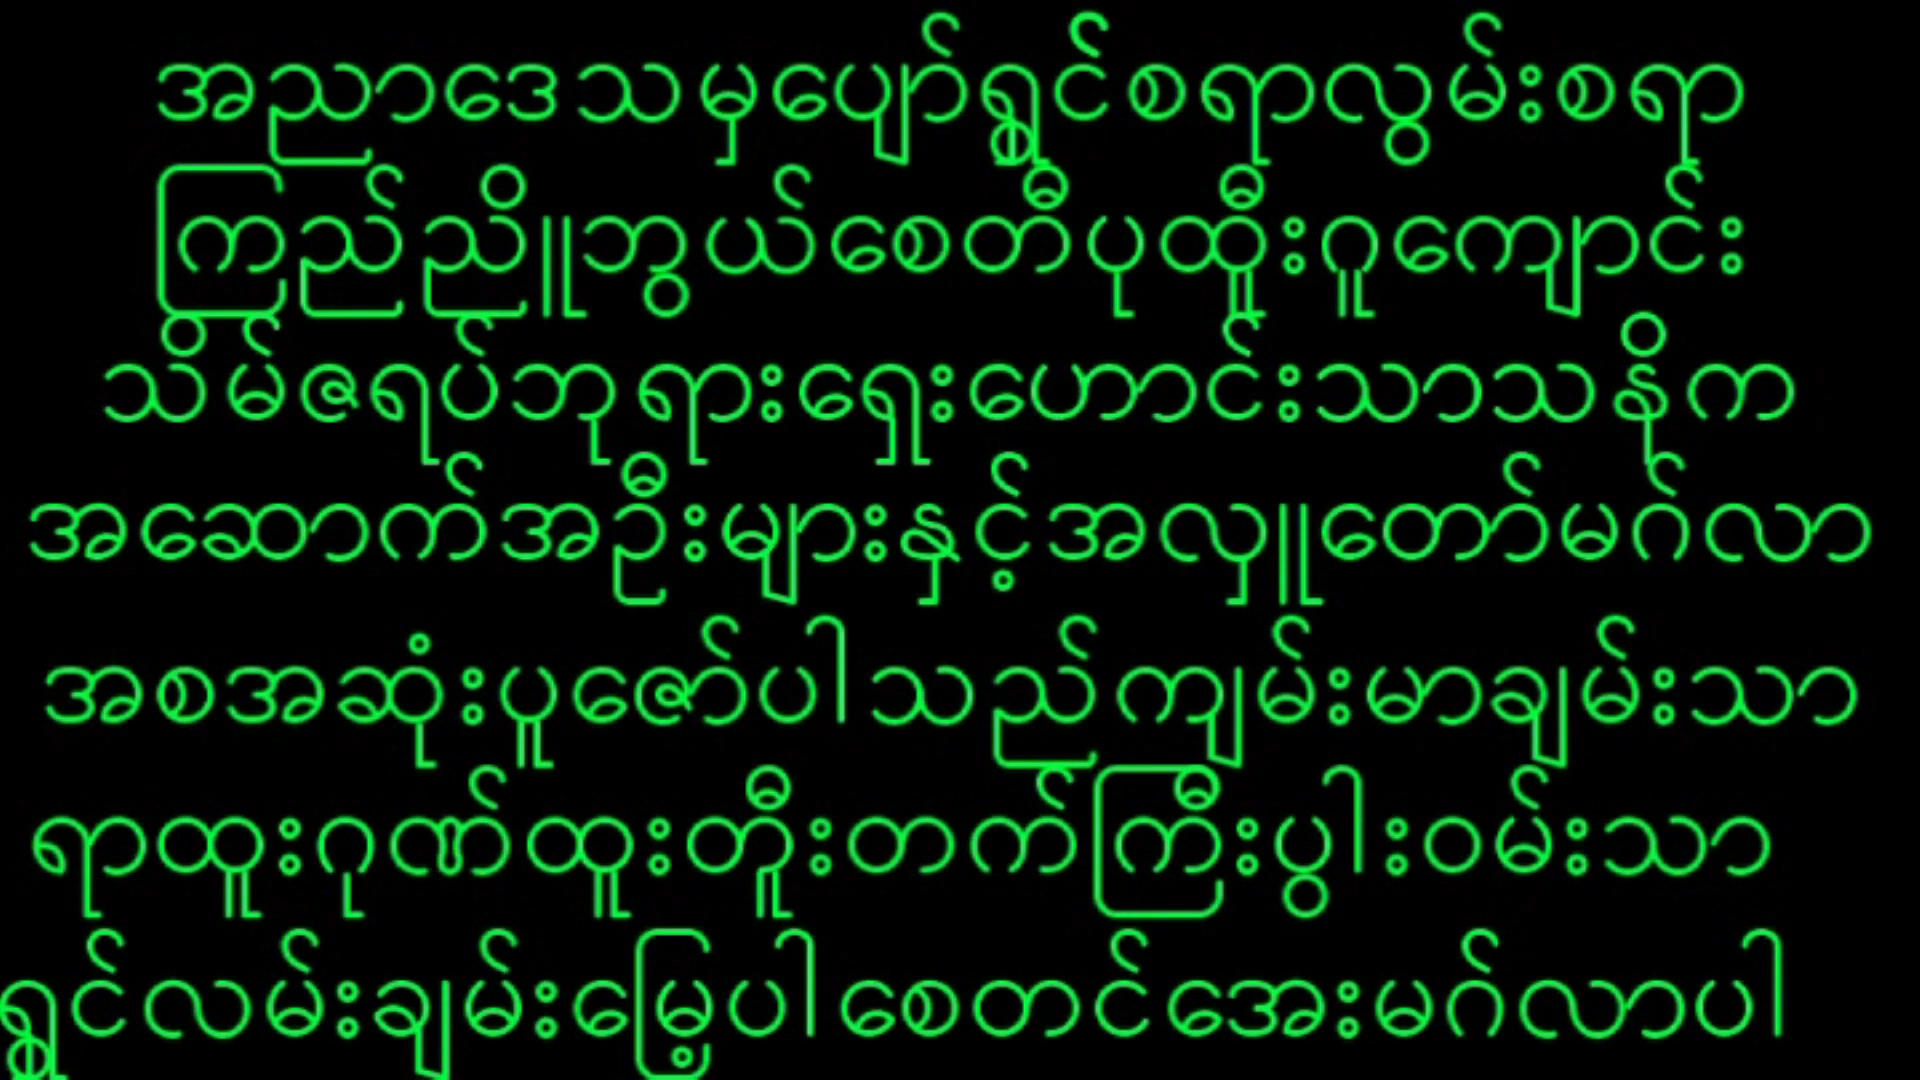 အညာဒေသမှပျော်ရွှင်စရာလွမ်းစရာ
ကြည်ညိူဘွယ်စေတီပုထိူးဂူကျောင်း
သိမ်ဇရပ်ဘုရားရှေးဟောင်းသာသနိုက
အဆောက်အဦးများနှင့်အလှူတော်မင်္ဂလာ
အစအဆုံးပူဇော်ပါသည်ကျမ်းမာချမ်းသာ
ရာထူးဂုဏ်ထူးတီူးတက်ကြီးပွါးဝမ်းသာ
ရွှင်လမ်းချမ်းမြေ့ပါစေတင်အေးမင်္ဂလာပါ